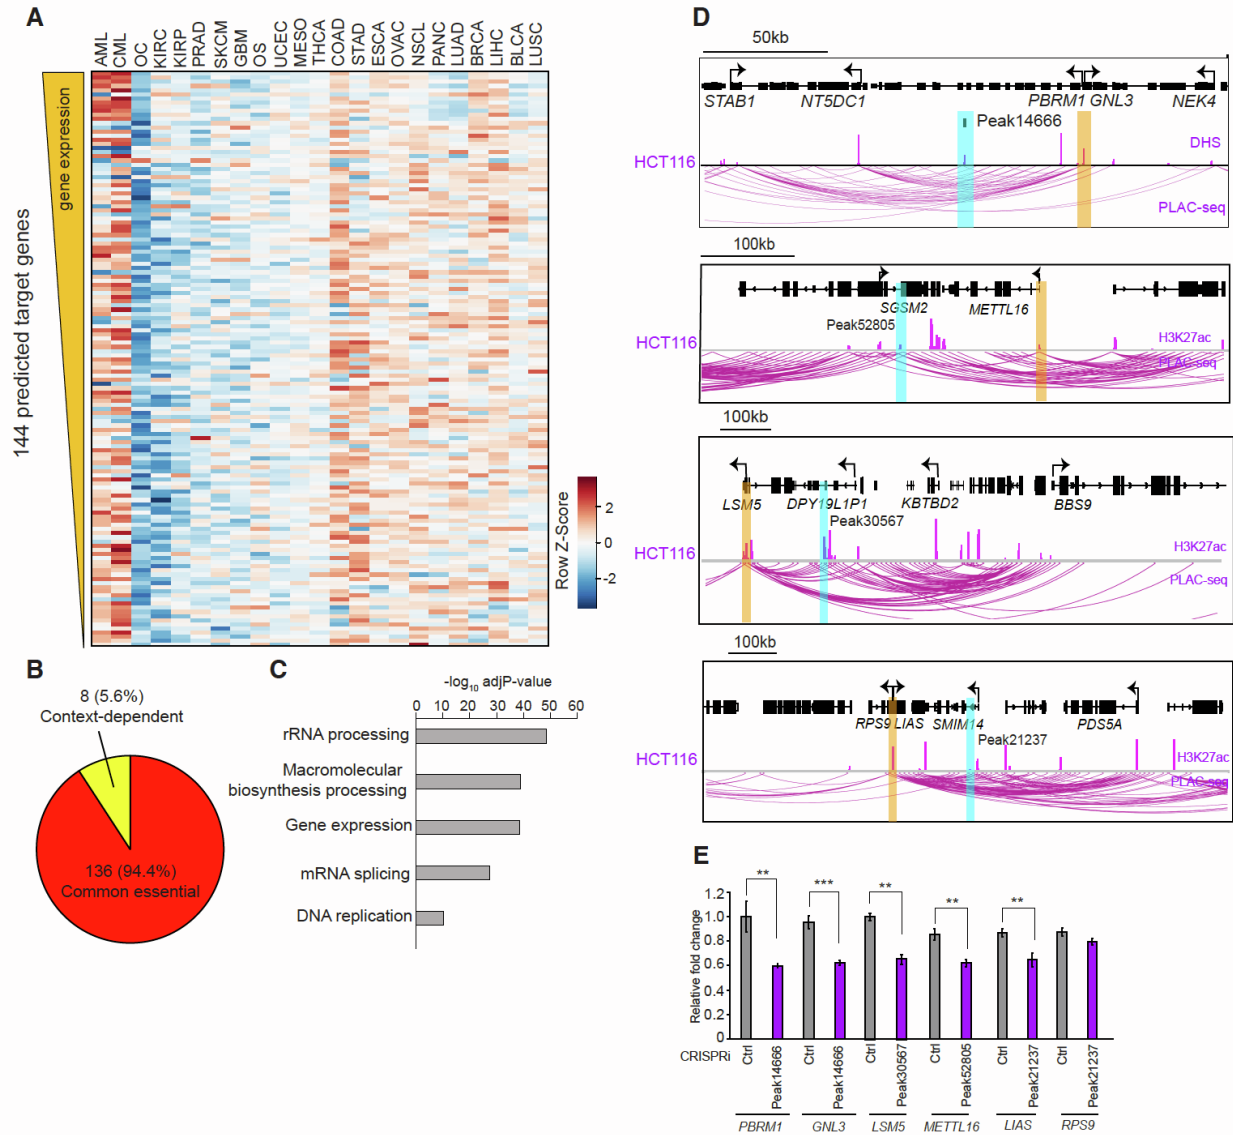 A
AML
CML
OC
KIRC
KIRP
PRAD
SKCM
GBM
OS
UCEC
MESO
THCA
COAD
STAD
ESCA
OVAC
NSCL
PANC
LUAD
BRCA
LIHC
BLCA
LUSC
gene expression
144 predicted target genes
Row Z-Score
2
0
−2
B
8 (5.6%)
Context-dependent
136 (94.4%)
Common essential
C
-log10 adjP-value
0 10 20 30 40 50 60
rRNA processing
Macromolecular
biosynthesis processing
Gene expression
mRNA splicing
DNA replication
D
50kb
STAB1 NT5DC1 PBRM1 GNL3 NEK4
Peak14666
DHS
HCT116
PLAC-seq
100kb
SGSM2 METTL16
Peak52805
H3K27ac
HCT116
PLAC-seq
100kb
LSM5 DPY19L1P1 KBTBD2 BBS9
Peak30567
H3K27ac
HCT116
PLAC-seq
100kb
RPS9 LIAS SMIM14 PDS5A
Peak21237
H3K27ac
HCT116
PLAC-seq
E
Relative fold change
1.2
1.0
0.8
0.6
0.4
0.2
0
** *** ** ** **
CRISPRi
Ctrl
Peak14666
Ctrl
Peak14666
Ctrl
Peak30567
Ctrl
Peak52805
Ctrl
Peak21237
Ctrl
Peak21237
PBRM1 GNL3 LSM5 METTL16 LIAS RPS9